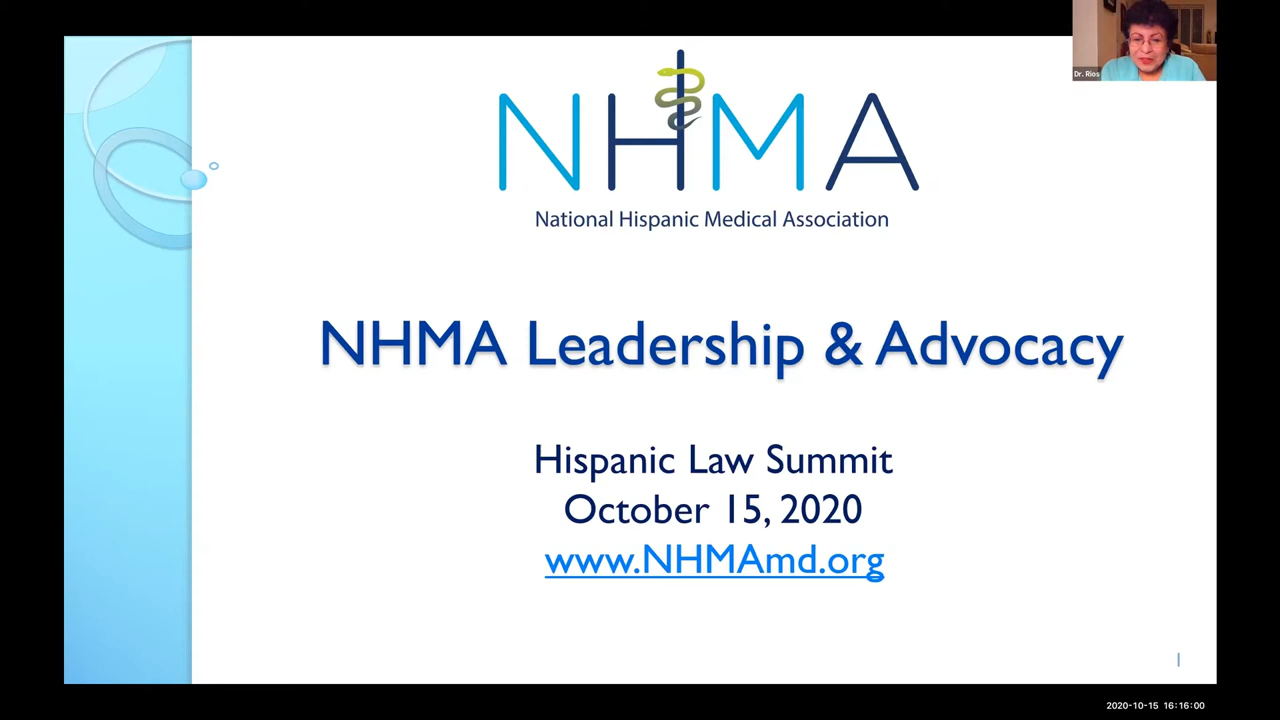 Dr. Rios
NHMA
National Hispanic Medical Association
NHMA Leadership & Advocacy
Hispanic Law Summit
October 15, 2020
www.NHMAmd.org
1
2020-10-15 16:16:00